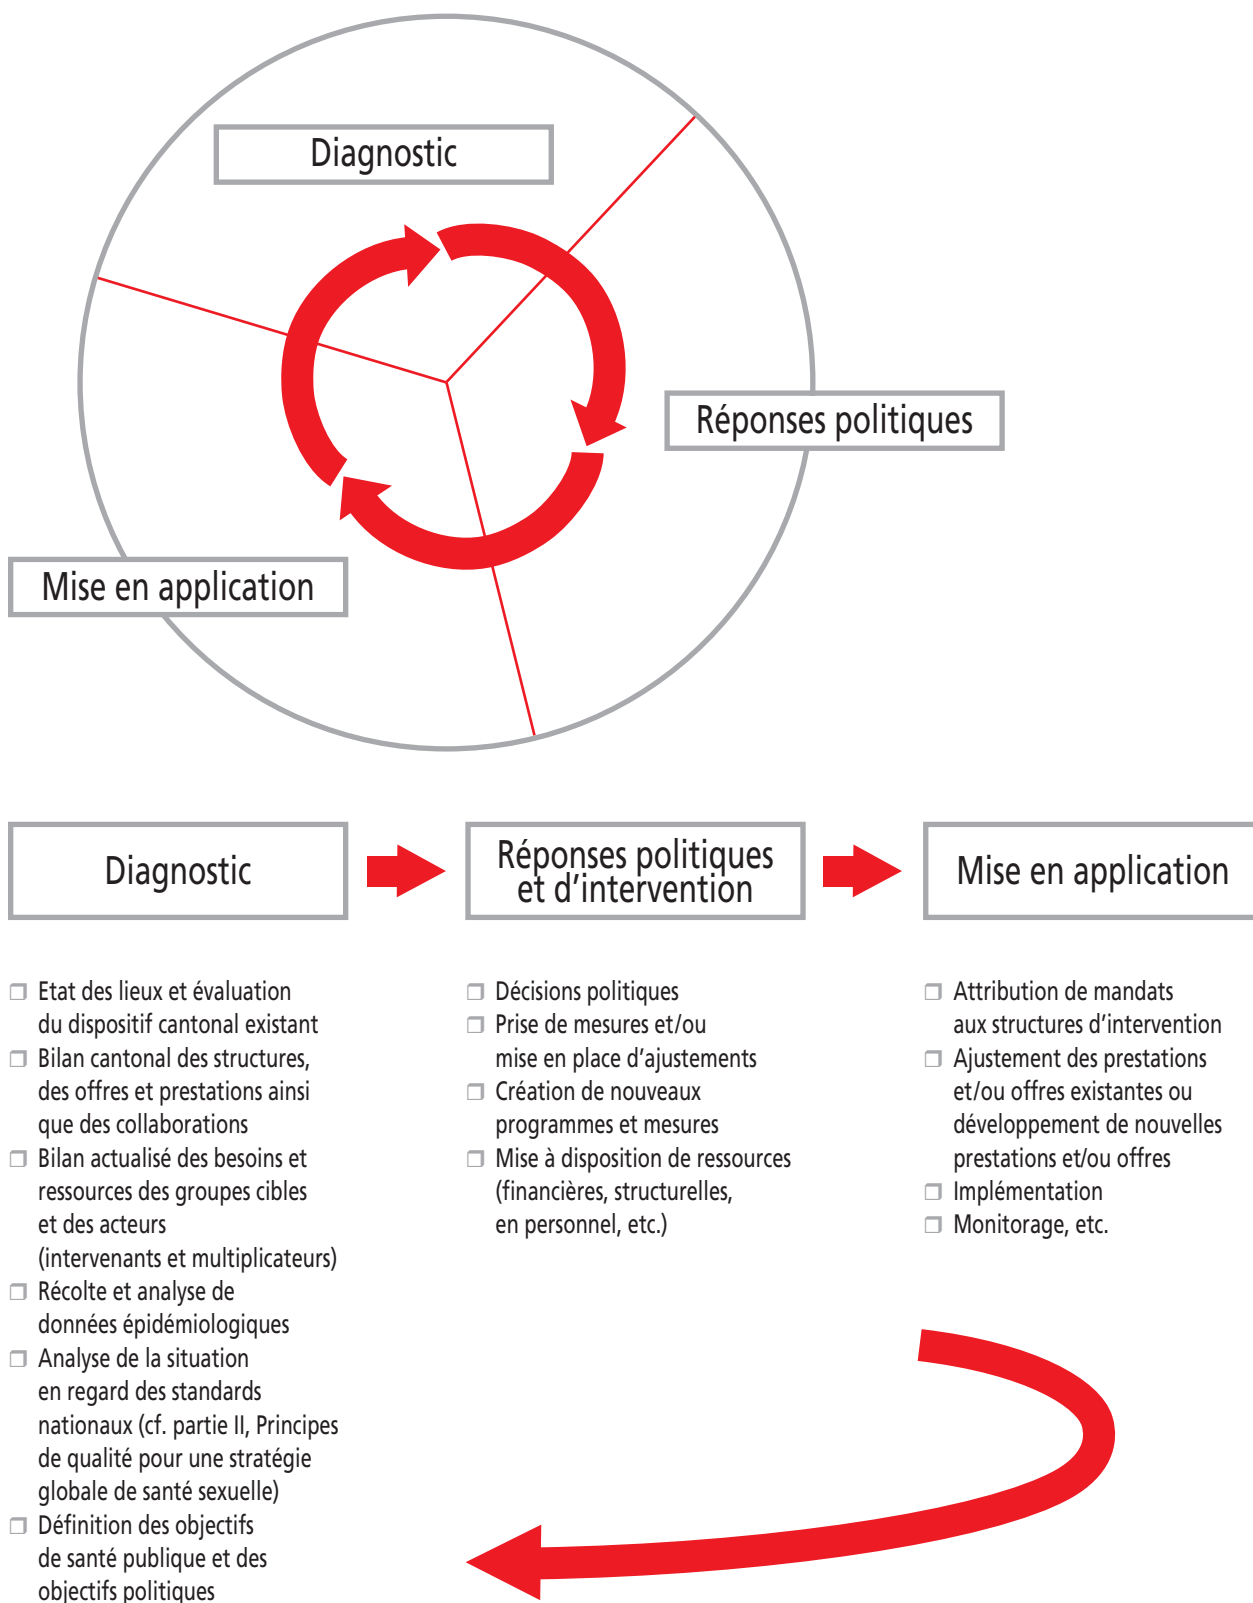 Diagnostic
Réponses politiques
Mise en application
Diagnostic
Réponses politiques
et d’intervention
Mise en application
❒ Etat des lieux et évaluation
du dispositif cantonal existant
❒ Bilan cantonal des structures,
des offres et prestations ainsi
que des collaborations
❒ Bilan actualisé des besoins et
ressources des groupes cibles
et des acteurs
(intervenants et multiplicateurs)
❒ Récolte et analyse de
données épidémiologiques
❒ Analyse de la situation
en regard des standards
nationaux (cf. partie II, Principes
de qualité pour une stratégie
globale de santé sexuelle)
❒ Définition des objectifs
de santé publique et des
objectifs politiques
❒ Décisions politiques
❒ Prise de mesures et/ou
mise en place d’ajustements
❒ Création de nouveaux
programmes et mesures
❒ Mise à disposition de ressources
(financières, structurelles,
en personnel, etc.)
❒ Attribution de mandats
aux structures d’intervention
❒ Ajustement des prestations
et/ou offres existantes ou
développement de nouvelles
prestations et/ou offres
❒ Implémentation
❒ Monitorage, etc.